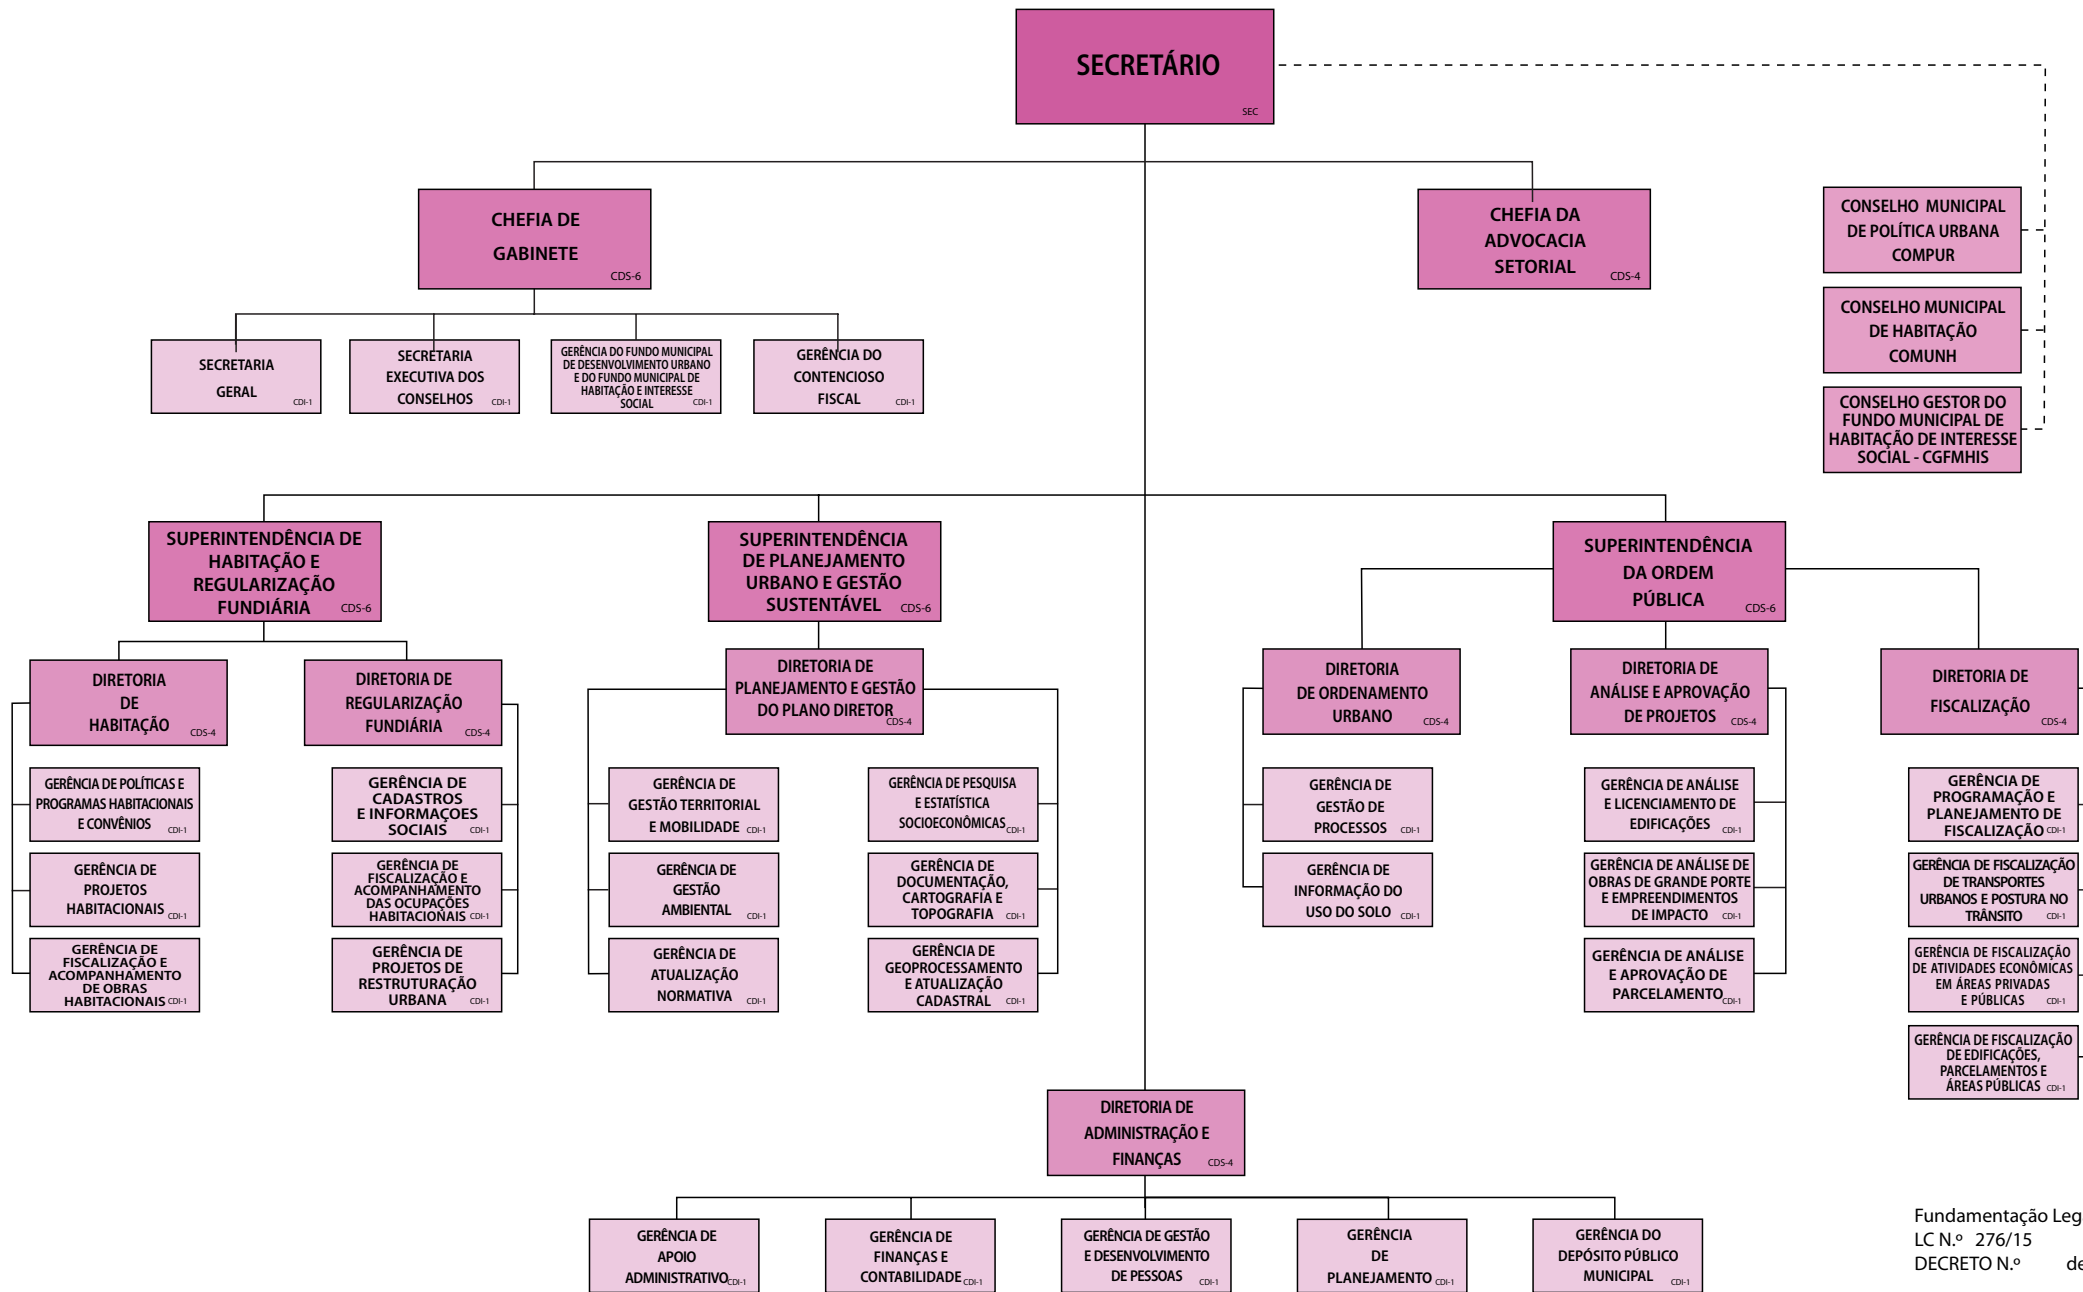 SECRETÁRIO
SEC
CHEFIA DE
GABINETE
CDS-6
CHEFIA DA
ADVOCACIA
SETORIAL
CDS-4
CONSELHO MUNICIPAL
DE POLÍTICA URBANA
COMPUR
CONSELHO MUNICIPAL
DE HABITAÇÃO
COMUNH
CONSELHO GESTOR DO
FUNDO MUNICIPAL DE
HABITAÇÃO DE INTERESSE
SOCIAL - CGFMHIS
SECRETARIA
GERAL
CDI-1
SECRETARIA
EXECUTIVA DOS
CONSELHOS
CDI-1
GERÊNCIA DO FUNDO MUNICIPAL
DE DESENVOLVIMENTO URBANO
E DO FUNDO MUNICIPAL DE
HABITAÇÃO E INTERESSE
SOCIAL
CDI-1
GERÊNCIA DO
CONTENCIOSO
FISCAL
CDI-1
SUPERINTENDÊNCIA DE
HABITAÇÃO E
REGULARIZAÇÃO
FUNDIÁRIA
CDS-6
SUPERINTENDÊNCIA
DE PLANEJAMENTO
URBANO E GESTÃO
SUSTENTÁVEL
CDS-6
SUPERINTENDÊNCIA
DA ORDEM
PÚBLICA
CDS-6
DIRETORIA
DE
HABITAÇÃO
CDS-4
DIRETORIA DE
REGULARIZAÇÃO
FUNDIÁRIA
CDS-4
DIRETORIA DE
PLANEJAMENTO E GESTÃO
DO PLANO DIRETOR
CDS-4
DIRETORIA
DE ORDENAMENTO
URBANO
CDS-4
DIRETORIA DE
ANÁLISE E APROVAÇÃO
DE PROJETOS
CDS-4
DIRETORIA DE
FISCALIZAÇÃO
CDS-4
GERÊNCIA DE POLÍTICAS E
PROGRAMAS HABITACIONAIS
E CONVÊNIOS
CDI-1
GERÊNCIA DE
CADASTROS
E INFORMAÇOES
SOCIAIS
CDI-1
GERÊNCIA DE
GESTÃO TERRITORIAL
E MOBILIDADE
CDI-1
GERÊNCIA DE PESQUISA
E ESTATÍSTICA
SOCIOECONÔMICAS
CDI-1
GERÊNCIA DE
GESTÃO DE
PROCESSOS
CDI-1
GERÊNCIA DE ANÁLISE
E LICENCIAMENTO DE
EDIFICAÇÕES
CDI-1
GERÊNCIA DE
PROGRAMAÇÃO E
PLANEJAMENTO DE
FISCALIZAÇÃO
CDI-1
GERÊNCIA DE
PROJETOS
HABITACIONAIS
CDI-1
GERÊNCIA DE
FISCALIZAÇÃO E
ACOMPANHAMENTO
DAS OCUPAÇÕES
HABITACIONAIS
CDI-1
GERÊNCIA DE
GESTÃO
AMBIENTAL
CDI-1
GERÊNCIA DE
DOCUMENTAÇÃO,
CARTOGRAFIA E
TOPOGRAFIA
CDI-1
GERÊNCIA DE
INFORMAÇÃO DO
USO DO SOLO
CDI-1
GERÊNCIA DE ANÁLISE DE
OBRAS DE GRANDE PORTE
E EMPREENDIMENTOS
DE IMPACTO
CDI-1
GERÊNCIA DE FISCALIZAÇÃO
DE TRANSPORTES
URBANOS E POSTURA NO
TRÂNSITO
CDI-1
GERÊNCIA DE
FISCALIZAÇÃO E
ACOMPANHAMENTO
DE OBRAS
HABITACIONAIS
CDI-1
GERÊNCIA DE
PROJETOS DE
RESTRUTURAÇÃO
URBANA
CDI-1
GERÊNCIA DE
ATUALIZAÇÃO
NORMATIVA
CDI-1
GERÊNCIA DE
GEOPROCESSAMENTO
E ATUALIZAÇÃO
CADASTRAL
CDI-1
GERÊNCIA DE ANÁLISE
E APROVAÇÃO DE
PARCELAMENTO
CDI-1
GERÊNCIA DE FISCALIZAÇÃO
DE ATIVIDADES ECONÔMICAS
EM ÁREAS PRIVADAS
E PÚBLICAS
CDI-1
GERÊNCIA DE FISCALIZAÇÃO
DE EDIFICAÇÕES,
PARCELAMENTOS E
ÁREAS PÚBLICAS
CDI-1
DIRETORIA DE
ADMINISTRAÇÃO E
FINANÇAS
CDS-4
GERÊNCIA DE
APOIO
ADMINISTRATIVO
CDI-1
GERÊNCIA DE
FINANÇAS E
CONTABILIDADE
CDI-1
GERÊNCIA DE GESTÃO
E DESENVOLVIMENTO
DE PESSOAS
CDI-1
GERÊNCIA
DE
PLANEJAMENTO
CDI-1
GERÊNCIA DO
DEPÓSITO PÚBLICO
MUNICIPAL
CDI-1
Fundamentação Leg
LC N.º 276/15
DECRETO N.º de